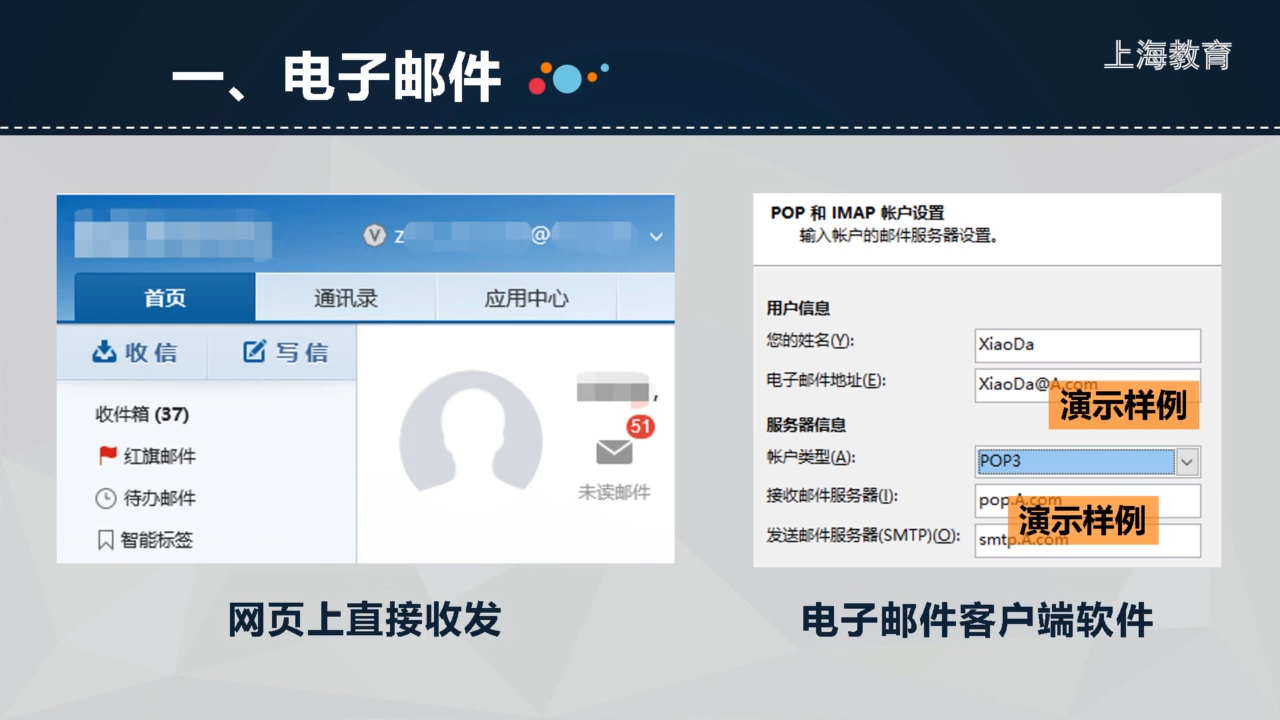 一、电子邮件
上海教育
V z @
首页 通讯录 应用中心
收信 写信
收件箱 (37)
红旗邮件
待办邮件
智能标签
,
51
未读邮件
网页上直接收发
POP 和 IMAP 帐户设置
输入帐户的邮件服务器设置。
用户信息
您的姓名(Y): XiaoDa
电子邮件地址(E): XiaoDa@A.com
演示样例
服务器信息
帐户类型(A): POP3
接收邮件服务器(I): pop.A.com
演示样例
发送邮件服务器(SMTP)(O): smtp.A.com
电子邮件客户端软件